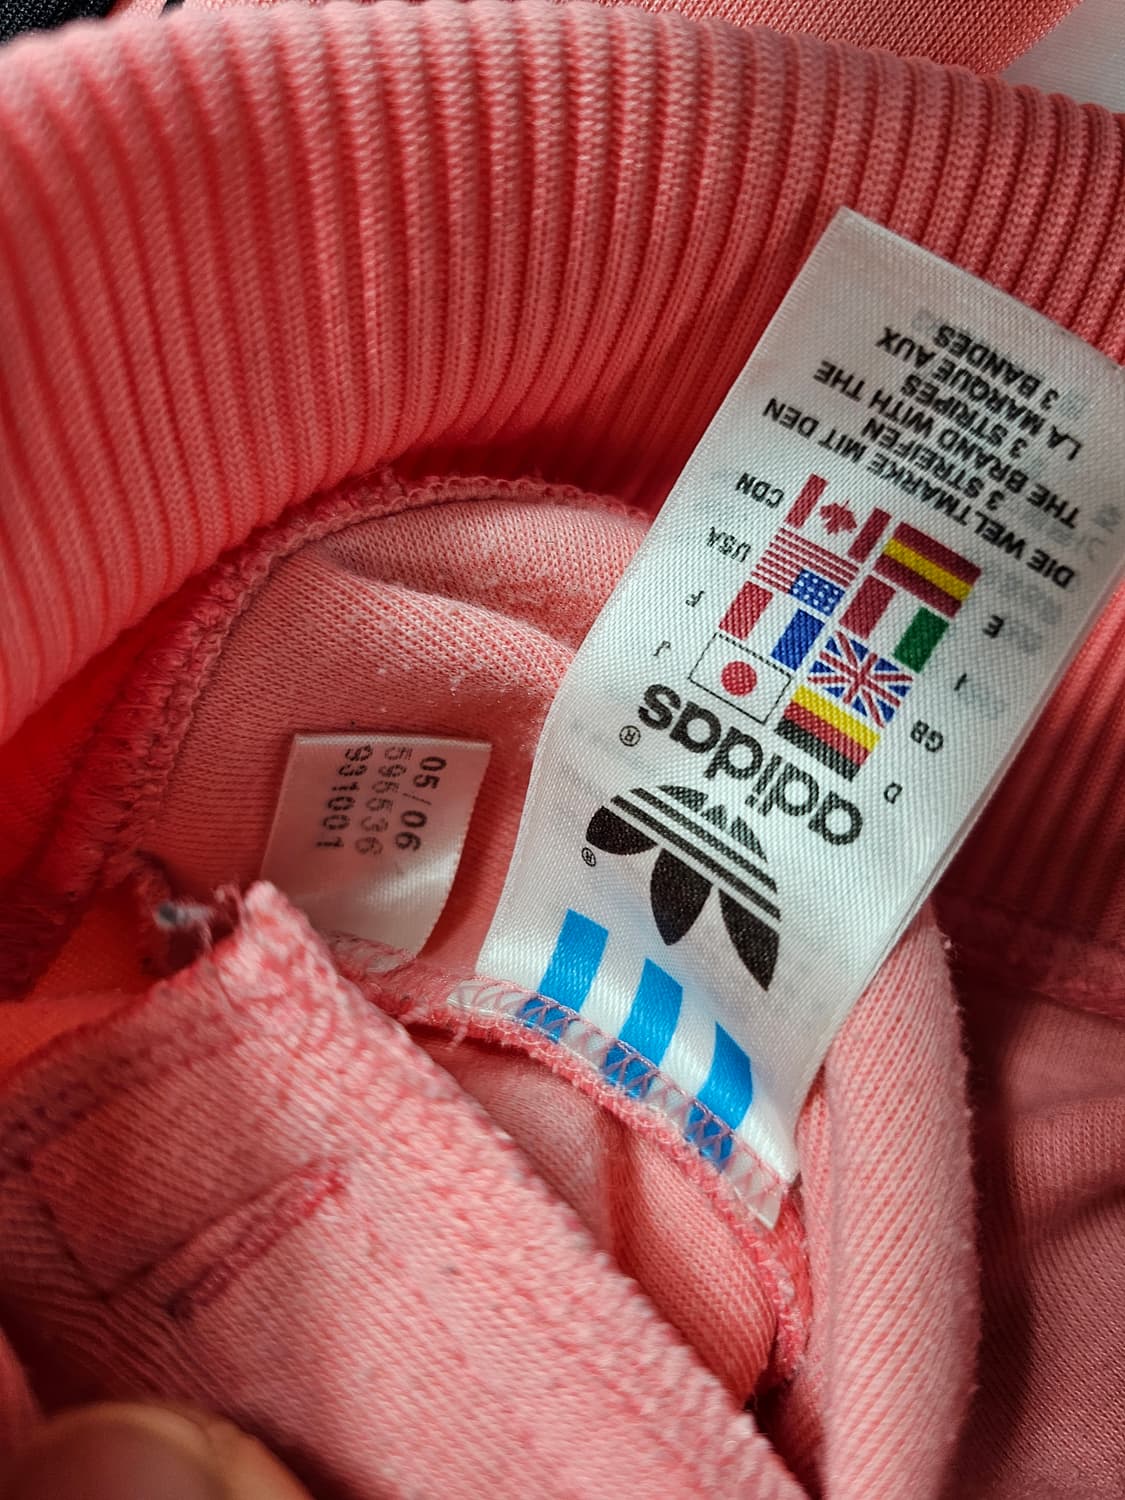 ®
adidas®
D
GB
I
E
J
F
USA
CDN
DIE WELTMARKE MIT DEN
3 STREIFEN
THE BRAND WITH THE
3 STRIPES
LA MARQUE AUX
3 BANDES
05/06
595536
931001